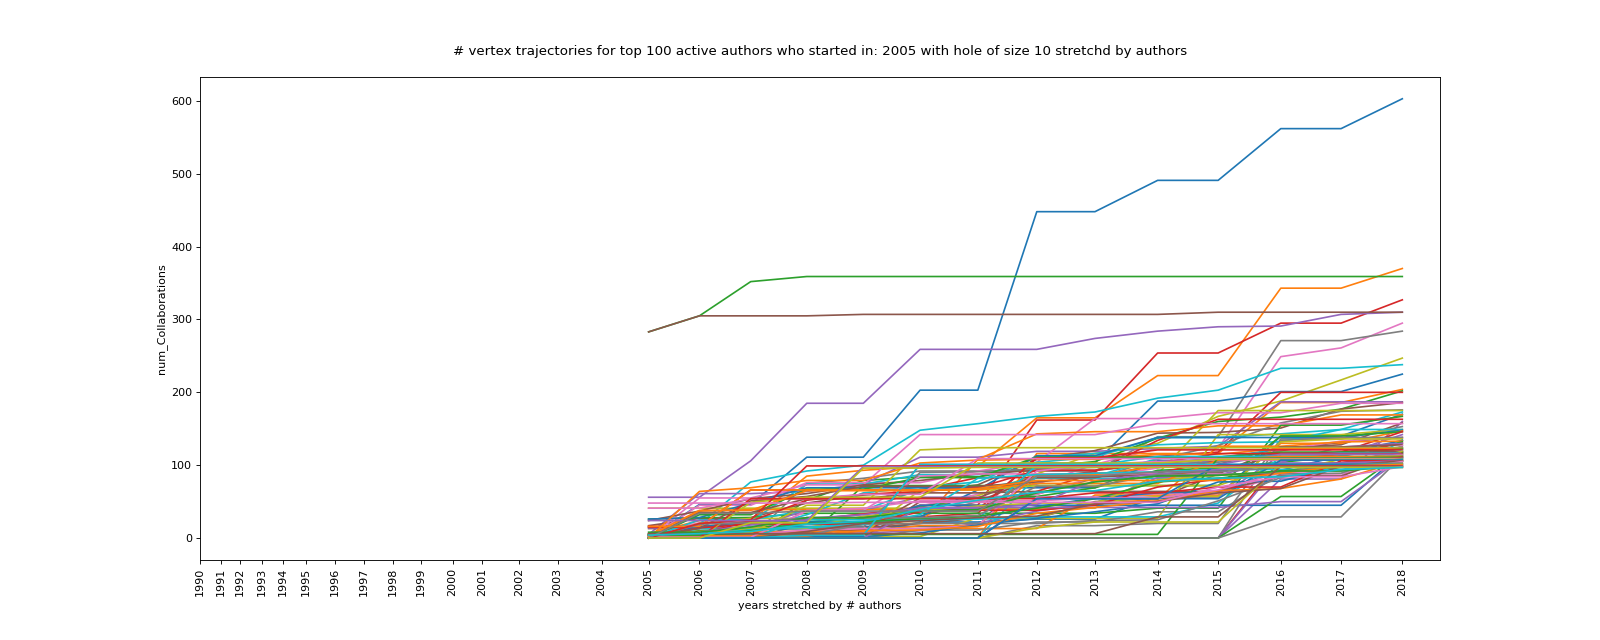 # vertex trajectories for top 100 active authors who started in: 2005 with hole of size 10 stretchd by authors
num_Collaborations
600
500
400
300
200
100
0
1990 1991 1992 1993 1994 1995 1996 1997 1998 1999 2000 2001 2002 2003 2004 2005 2006 2007 2008 2009 2010 2011 2012 2013 2014 2015 2016 2017 2018
years stretched by # authors